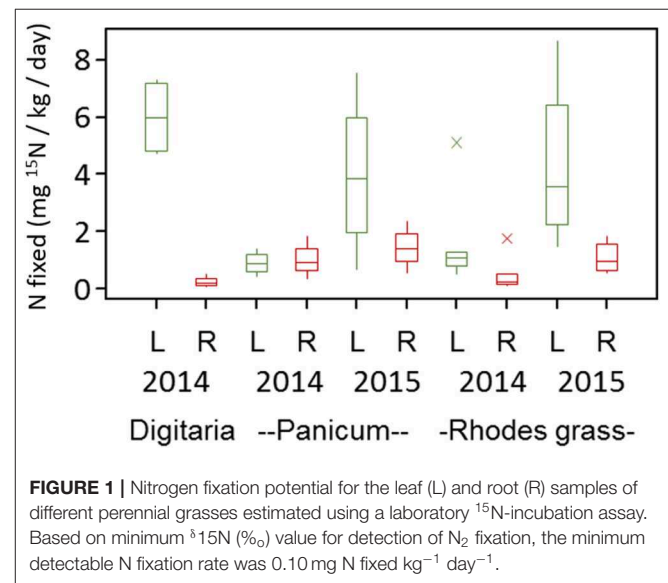 N fixed (mg ¹⁵N / kg / day)
8
6
4
2
0
L R L R L R L R L R
2014 2014 2015 2014 2015
Digitaria --Panicum-- -Rhodes grass-
FIGURE 1 | Nitrogen fixation potential for the leaf (L) and root (R) samples of
different perennial grasses estimated using a laboratory ¹⁵N-incubation assay.
Based on minimum ᵟ15N (%ₒ) value for detection of N₂ fixation, the minimum
detectable N fixation rate was 0.10 mg N fixed kg⁻¹ day⁻¹.